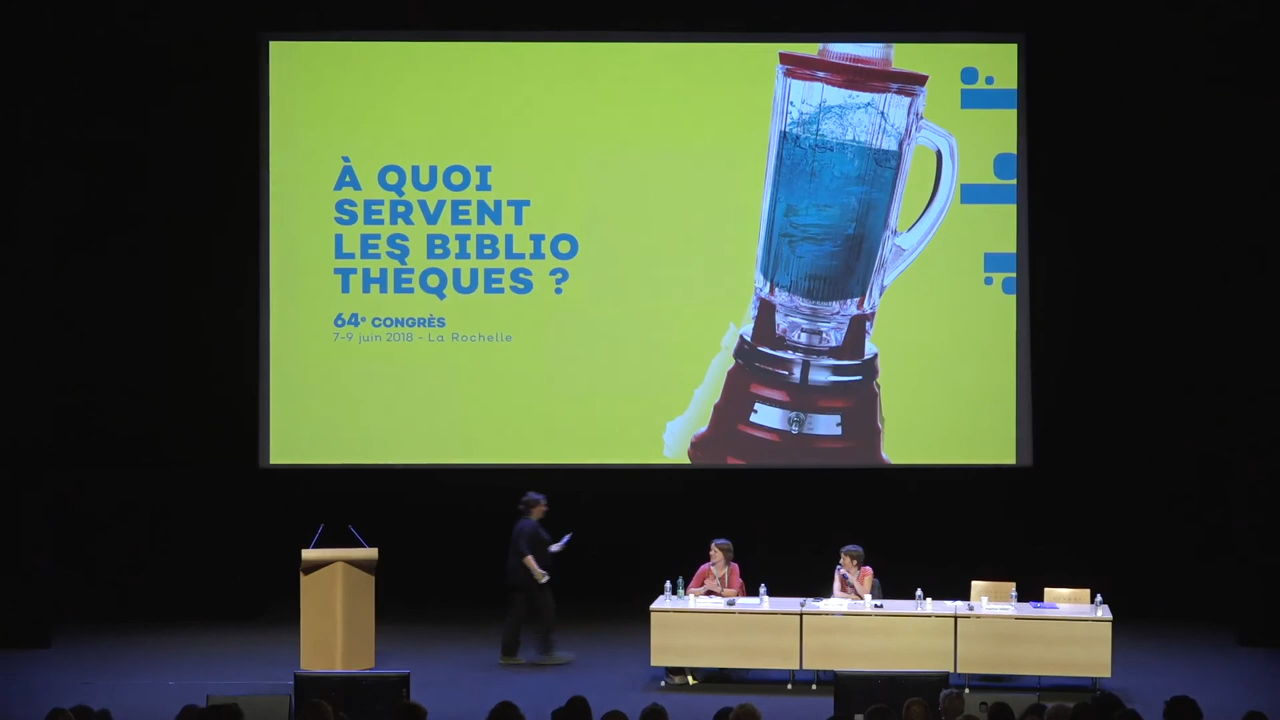 À QUOI
SERVENT
LES BIBLIO
THÈQUES ?
64e CONGRÈS
7-9 juin 2018 - La Rochelle